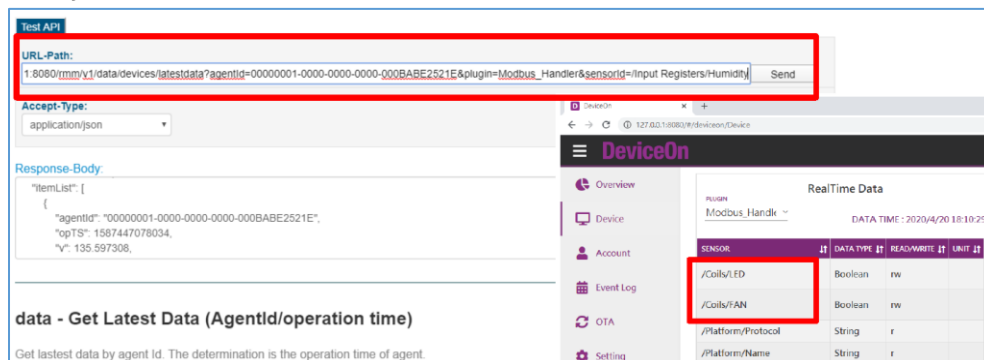 Test API
URL-Path:
1:8080/rmm/v1/data/devices/latestdata?agentId=00000001-0000-0000-0000-000BABE2521E&plugin=Modbus_Handler&sensorId=/Input Registers/Humidity
Send
Accept-Type:
application/json
Response-Body:
"itemList": [
{
"agentId": "00000001-0000-0000-0000-000BABE2521E",
"opTS": 1587447078034,
"v": 135.597308,
data - Get Latest Data (AgentId/operation time)
Get lastest data by agent Id. The determination is the operation time of agent.
DeviceOn
127.0.0.1:8080/#/deviceon/Device
DeviceOn
Overview
Device
Account
Event Log
OTA
Setting
RealTime Data
PLUGIN
Modbus_Handle
DATA TIME : 2020/4/20 18:10:29
SENSOR DATA TYPE READ/WRITE UNIT
/Coils/LED Boolean rw
/Coils/FAN Boolean rw
/Platform/Protocol String r
/Platform/Name String r